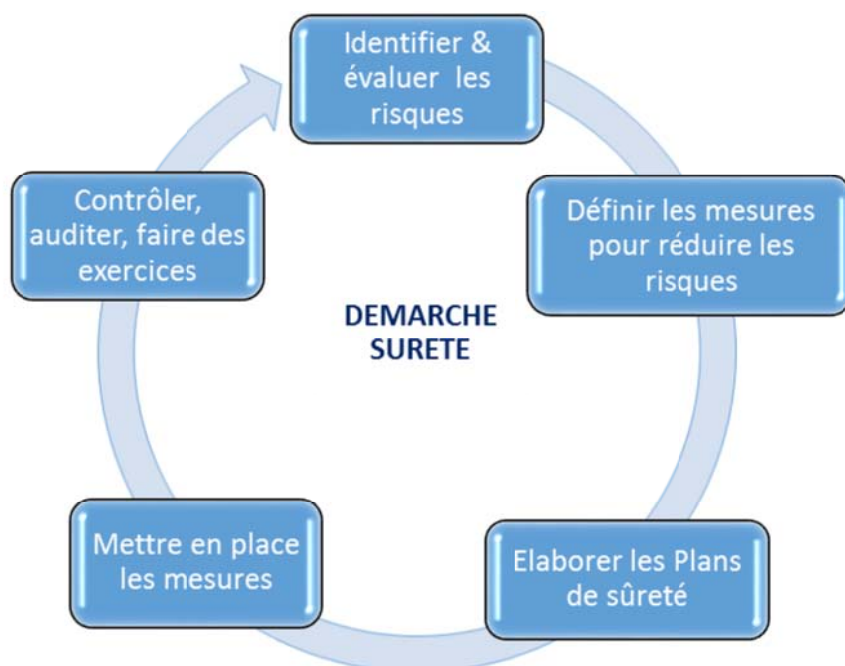 Identifier &
évaluer les
risques
Définir les mesures
pour réduire les
risques
Elaborer les Plans
de sûreté
Mettre en place
les mesures
Contrôler,
auditer, faire des
exercices
DEMARCHE
SURETE